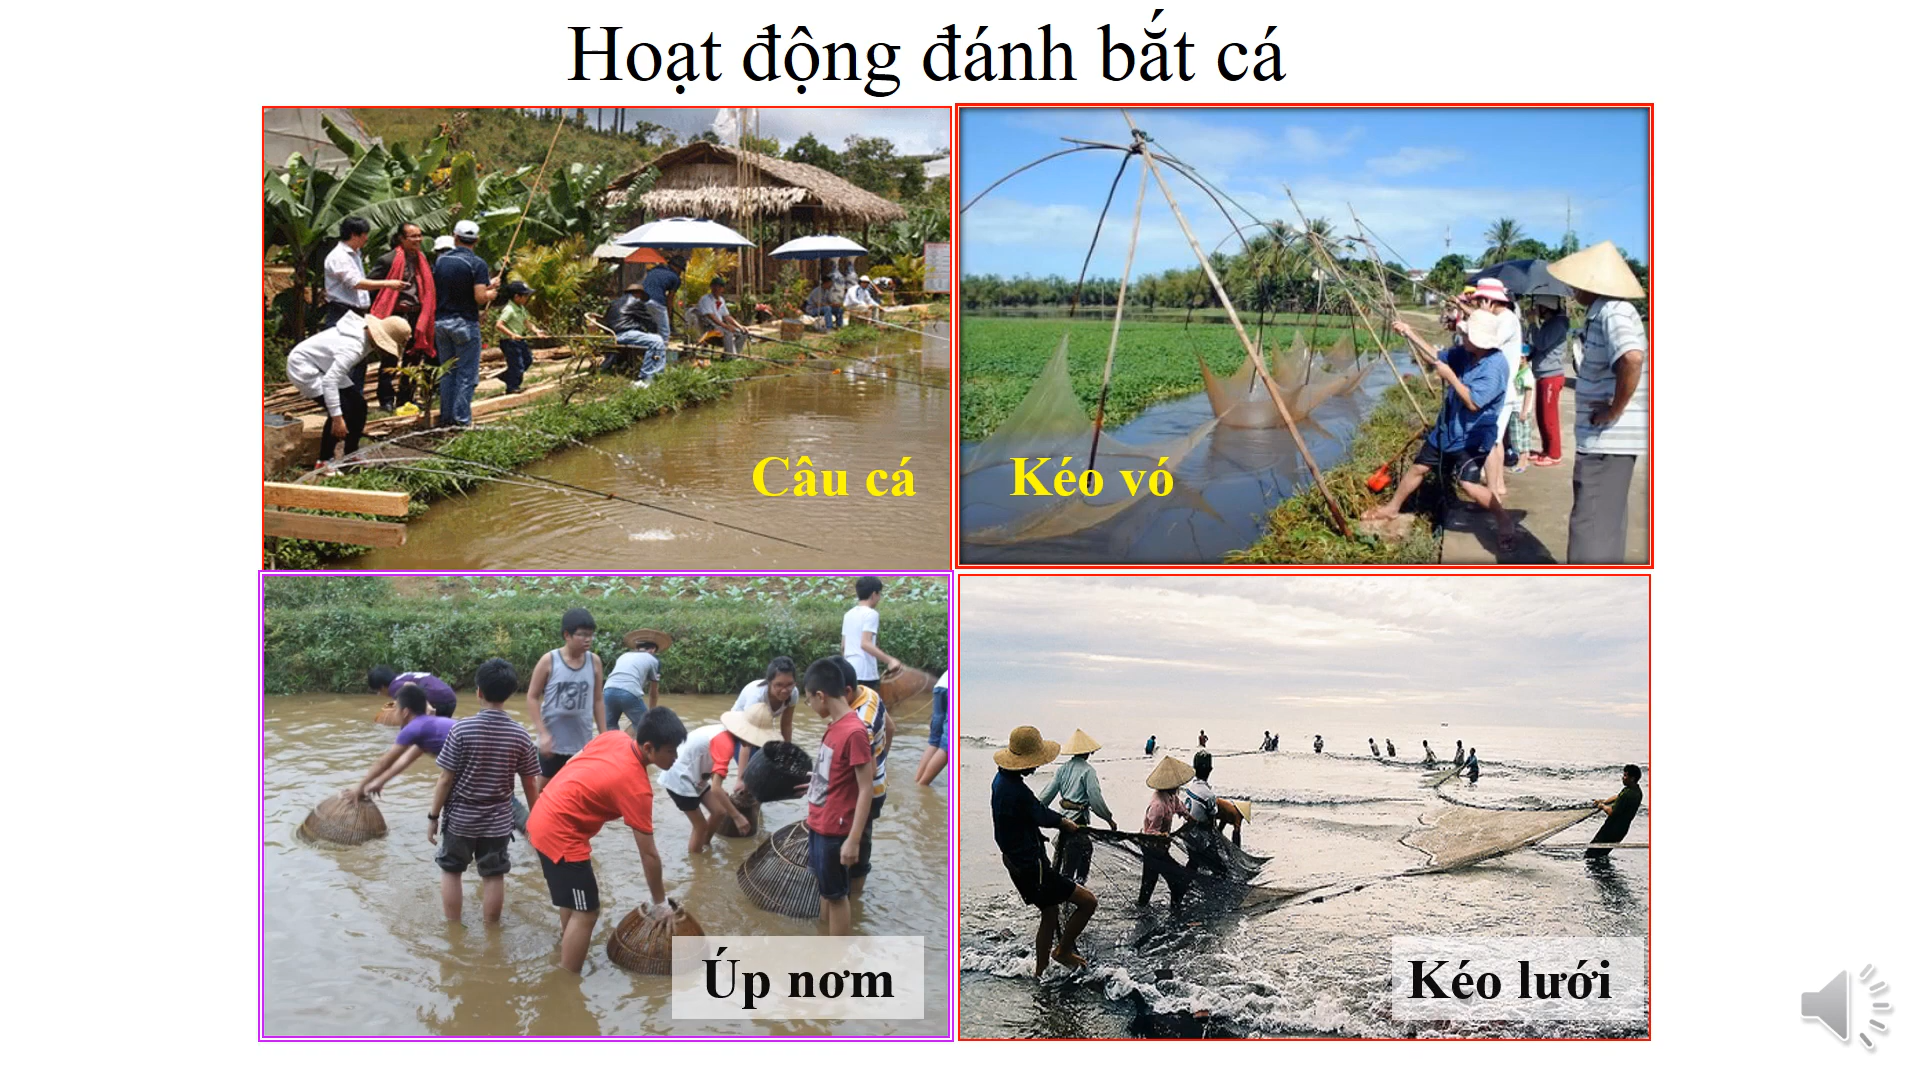 Hoạt động đánh bắt cá
Câu cá
Kéo vó
Úp nơm
Kéo lưới